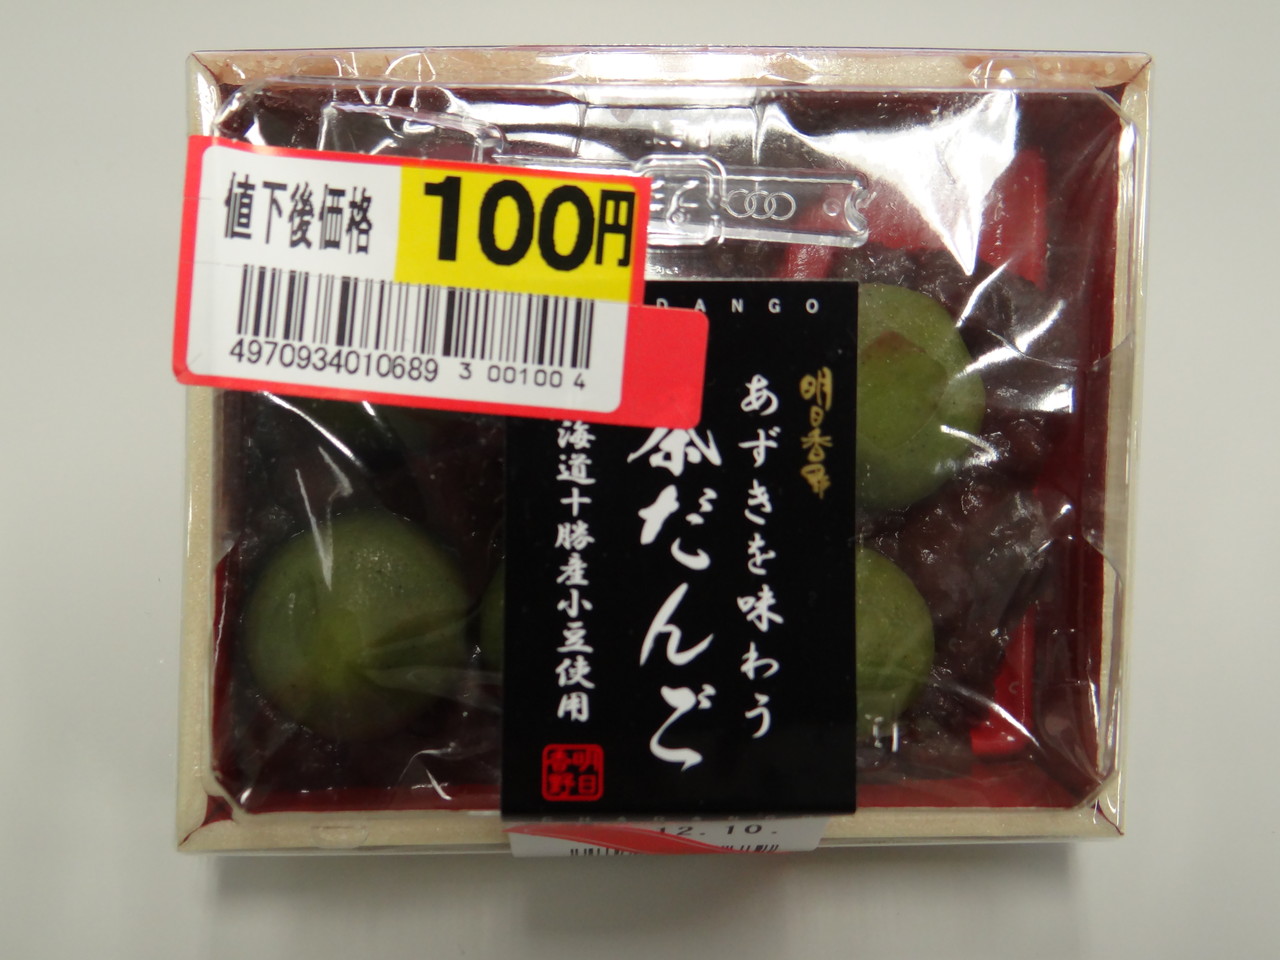 値下後価格
100円
4970934010689 3 001004
DANGO
明日香野
あずきを味わう
茶だんご
海道十勝産小豆使用
明日香野
12.10.